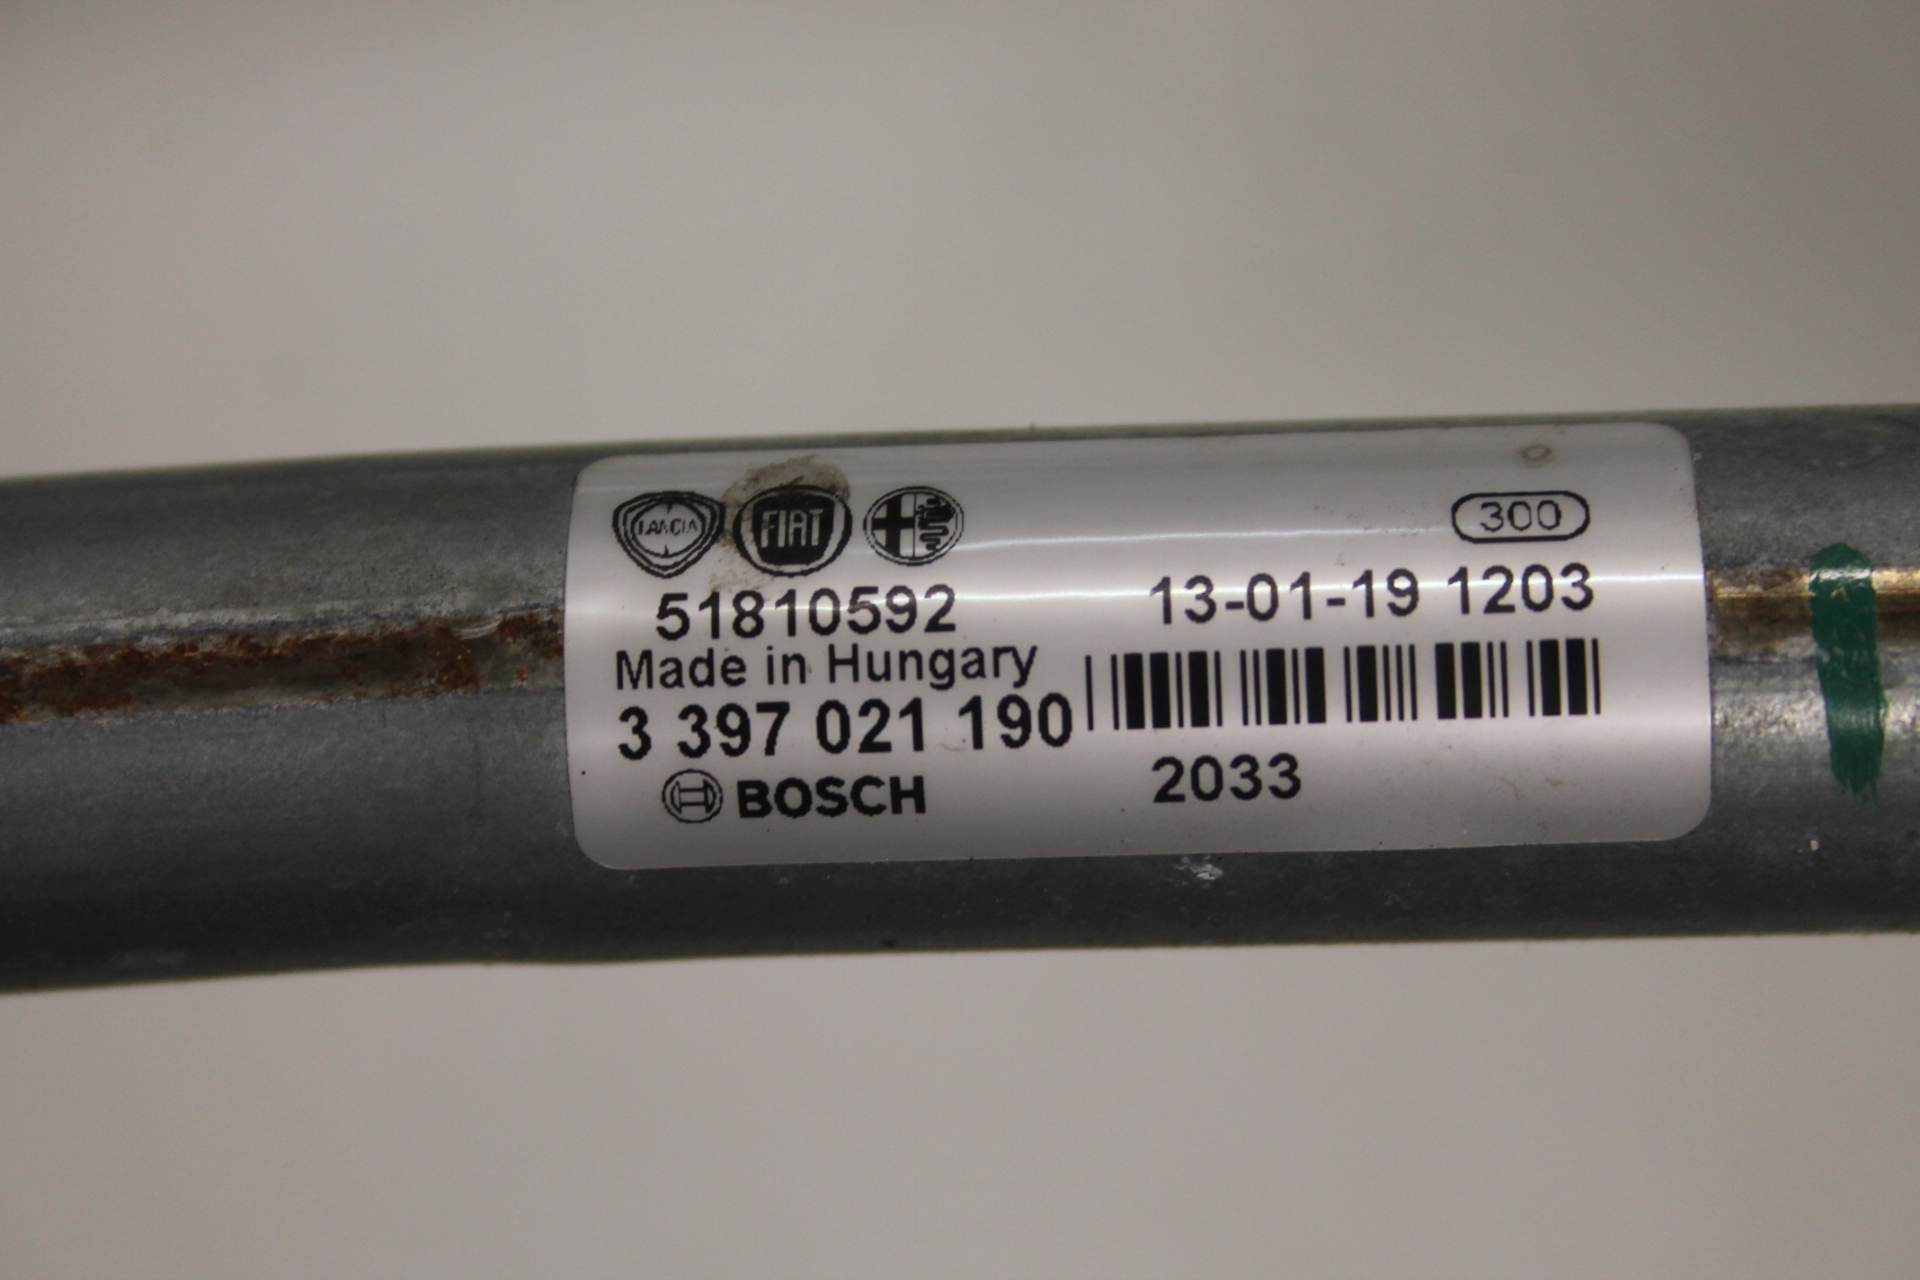 LANCIA FIAT
300
51810592
13-01-19 1203
Made in Hungary
3 397 021 190
BOSCH
2033